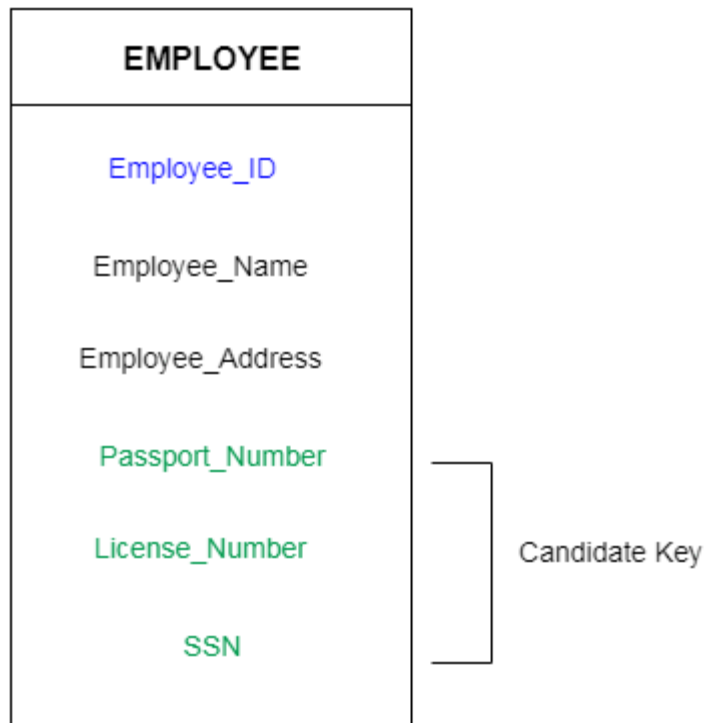 EMPLOYEE
Employee_ID
Employee_Name
Employee_Address
Passport_Number
License_Number
Candidate Key
SSN